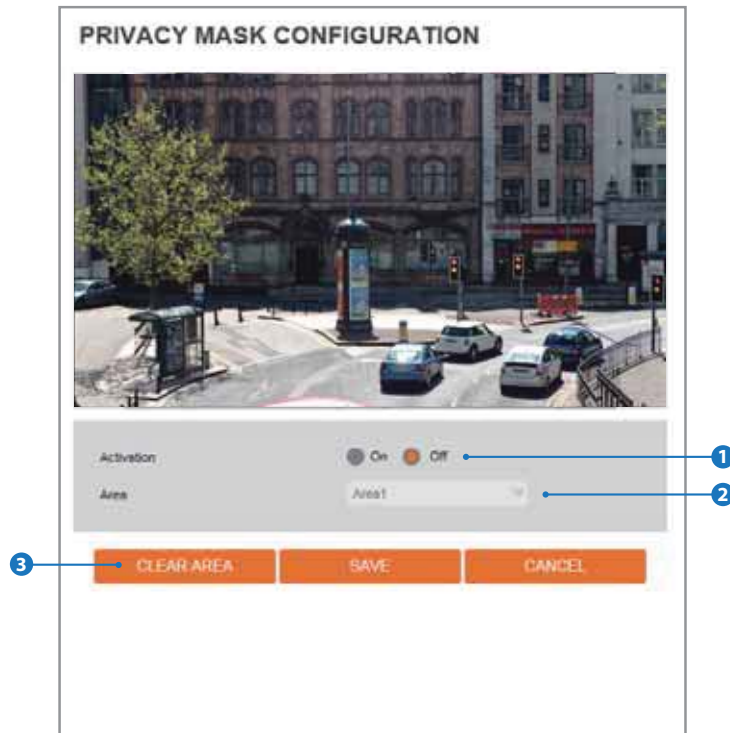 PRIVACY MASK CONFIGURATION
Activation On Off 1
Area Area1 2
3 CLEAR AREA SAVE CANCEL